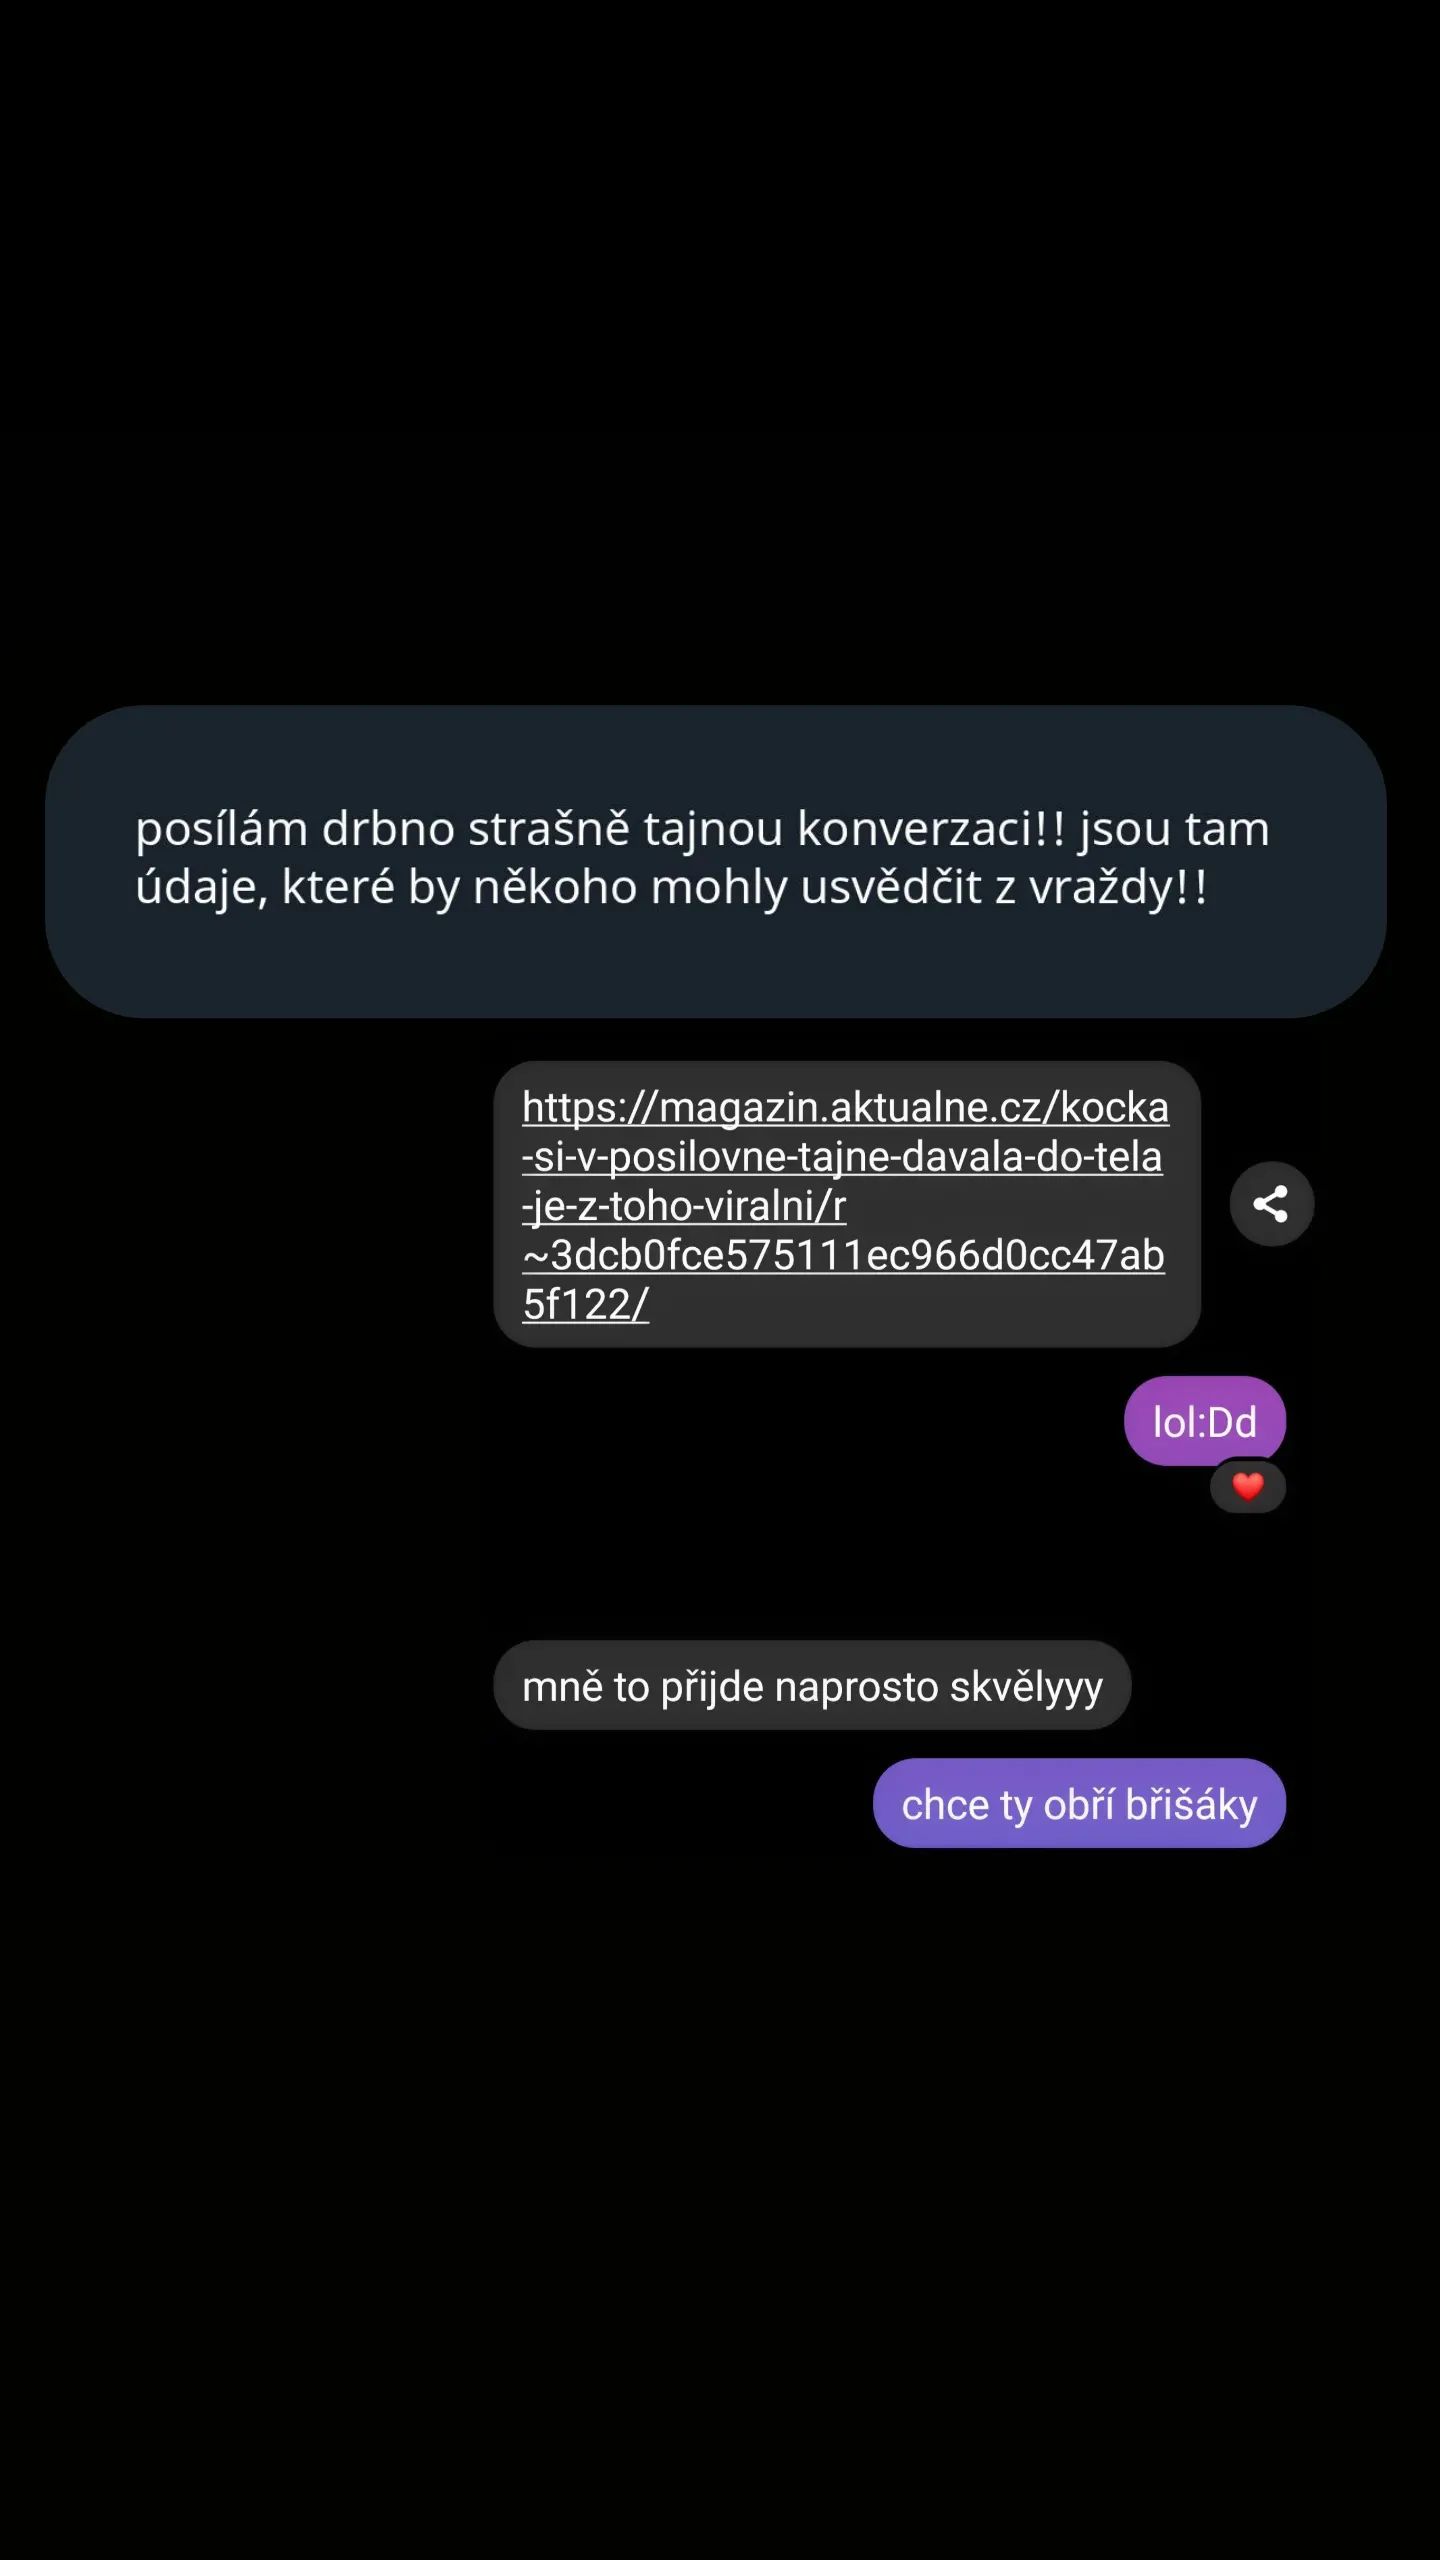 posílám drbno strašně tajnou konverzaci!! jsou tam
údaje, které by někoho mohly usvědčit z vraždy!!
https://magazin.aktualne.cz/kocka
-si-v-posilovne-tajne-davala-do-tela
-je-z-toho-viralni/r
~3dcb0fce575111ec966d0cc47ab
5f122/
lol:Dd
mně to přijde naprosto skvělyyy
chce ty obří břišáky